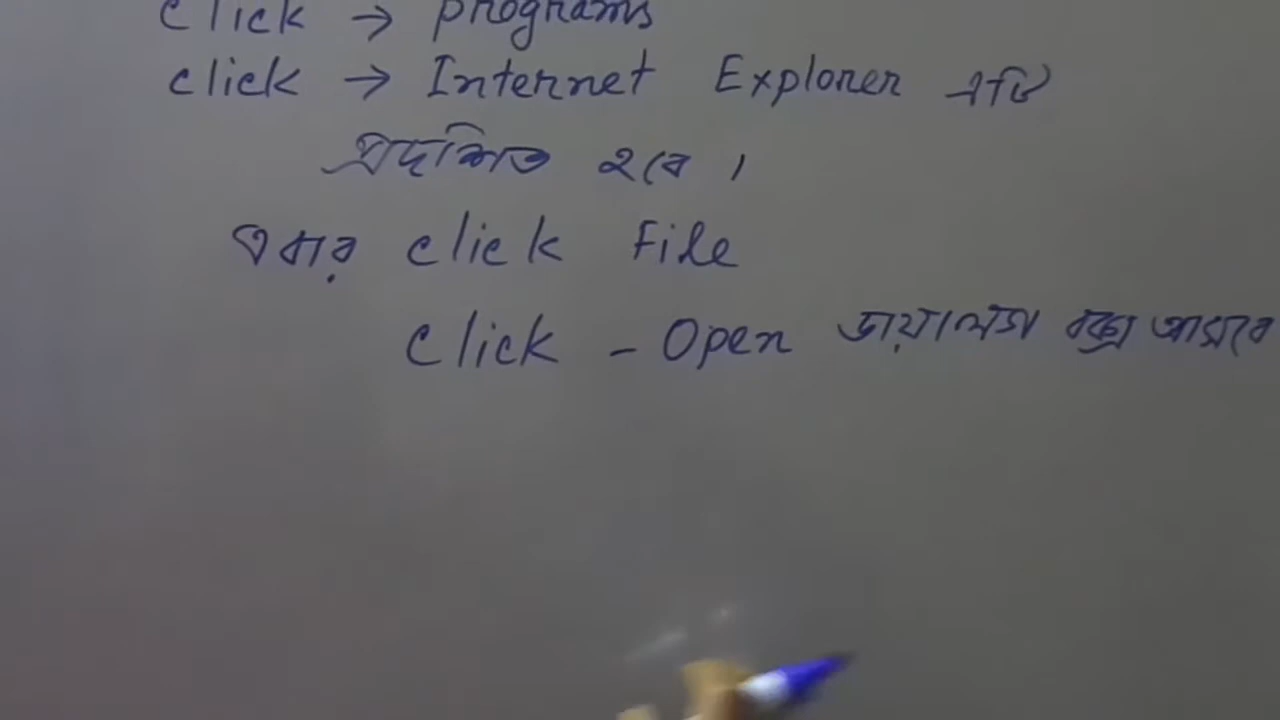 click → programs
click → Internet Explorer এটি
প্রদর্শিত হবে।
এবার click File
click - Open ডায়ালগ বক্স আসবে